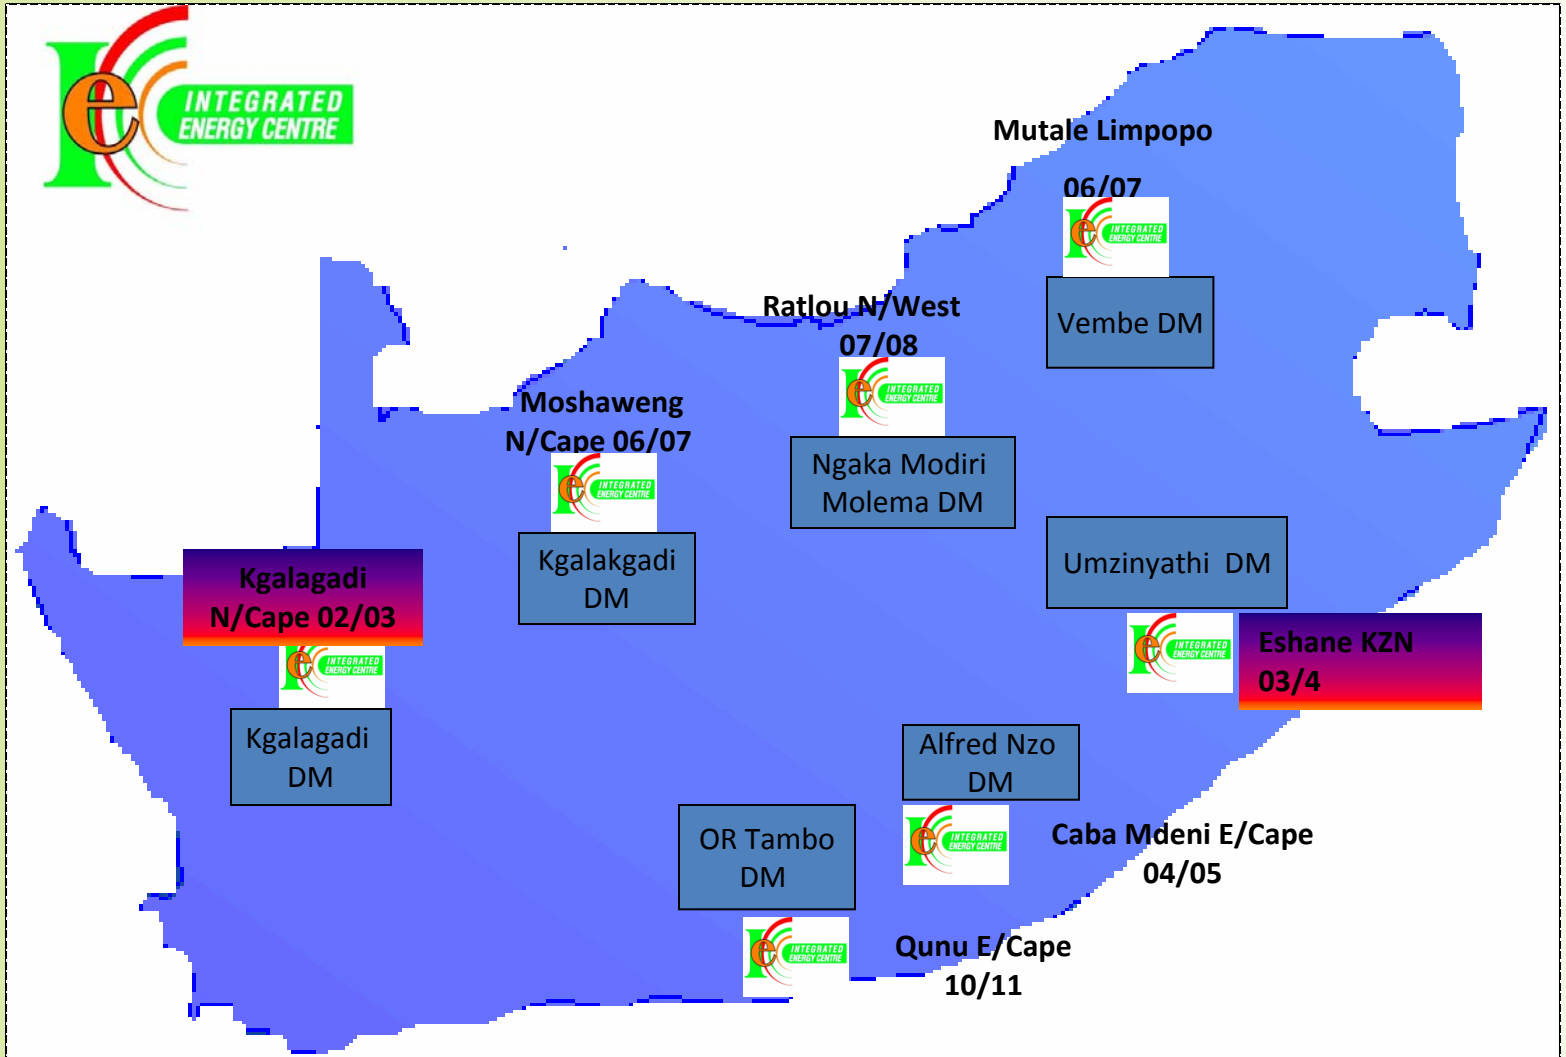 INTEGRATED
ENERGY CENTRE
Mutale Limpopo
06/07
INTEGRATED
ENERGY CENTRE
Vembe DM
Ratlou N/West
07/08
INTEGRATED
ENERGY CENTRE
Ngaka Modiri
Molema DM
Moshaweng
N/Cape 06/07
INTEGRATED
ENERGY CENTRE
Kgalakgadi
DM
Kgalagadi
N/Cape 02/03
INTEGRATED
ENERGY CENTRE
Kgalagadi
DM
Umzinyathi DM
INTEGRATED
ENERGY CENTRE
Eshane KZN
03/4
Alfred Nzo
DM
INTEGRATED
ENERGY CENTRE
Caba Mdeni E/Cape
04/05
OR Tambo
DM
INTEGRATED
ENERGY CENTRE
Qunu E/Cape
10/11